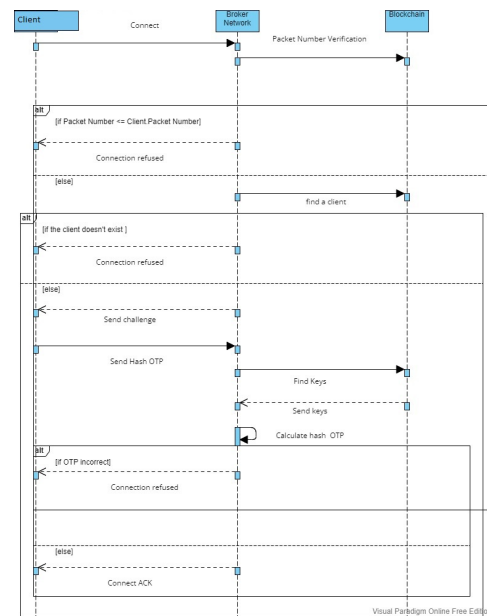 Client
Broker
Network
Blockchain
Connect
Packet Number Verification
alt
[if Packet Number <= Client.Packet Number]
Connection refused
[else]
find a client
alt
[if the client doesn't exist ]
Connection refused
[else]
Send challenge
Send Hash OTP
Find Keys
Send keys
Calculate hash OTP
alt
[if OTP incorrect]
Connection refused
[else]
Connect ACK
Visual Paradigm Online Free Editio